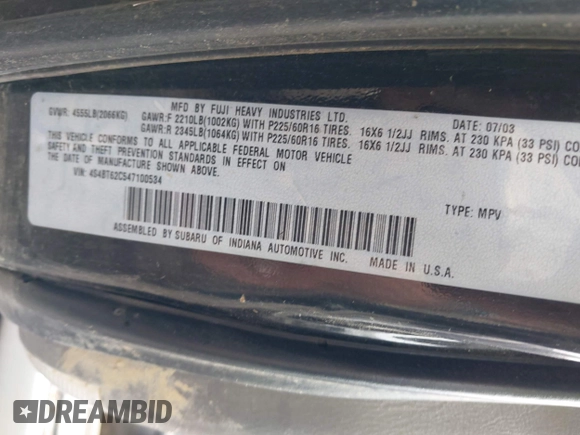 MFD BY FUJI HEAVY INDUSTRIES LTD. DATE: 07/03
GVWR: 4555LB(2066KG) GAWR:F 2210LB(1002KG) WITH P225/60R16 TIRES. 16X6 1/2JJ RIMS. AT 230 KPA (33 PSI) CO
GAWR:R 2345LB(1064KG) WITH P225/60R16 TIRES. 16X6 1/2JJ RIMS. AT 230 KPA (33 PSI) CO
THIS VEHICLE CONFORMS TO ALL APPLICABLE FEDERAL MOTOR VEHICLE
SAFETY AND THEFT PREVENTION STANDARDS IN EFFECT ON
THE DATE OF MANUFACTURE SHOWN ABOVE.
VIN: 4S4BT62C547100534
TYPE: MPV
ASSEMBLED BY SUBARU OF INDIANA AUTOMOTIVE INC. MADE IN U.S.A.
DREAMBID